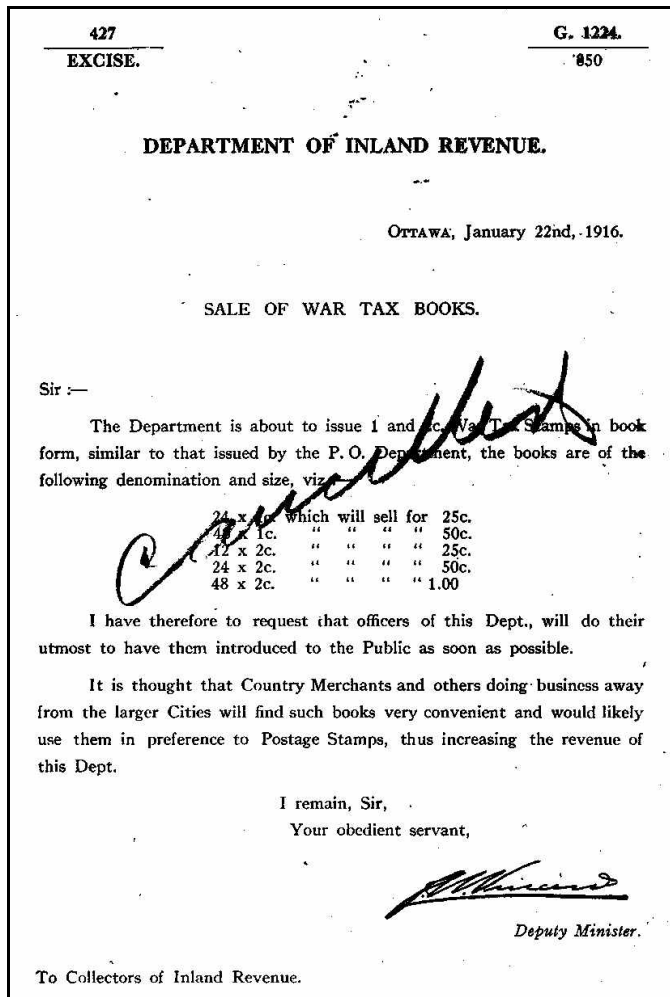 427
EXCISE.
G. 1224.
850
DEPARTMENT OF INLAND REVENUE.
OTTAWA, January 22nd, 1916.
SALE OF WAR TAX BOOKS.
Sir :—
The Department is about to issue 1 and 2c. War Tax Stamps in book
form, similar to that issued by the P. O. Department, the books are of the
following denomination and size, viz
24 x 1c. which will sell for 25c.
48 x 1c. “ “ “ “ 50c.
12 x 2c. “ “ “ “ 25c.
24 x 2c. “ “ “ “ 50c.
48 x 2c. “ “ “ “ 1.00
Cancelled
I have therefore to request that officers of this Dept., will do their
utmost to have them introduced to the Public as soon as possible.
It is thought that Country Merchants and others doing business away
from the larger Cities will find such books very convenient and would likely
use them in preference to Postage Stamps, thus increasing the revenue of
this Dept.
I remain, Sir,
Your obedient servant,
Deputy Minister.
To Collectors of Inland Revenue.